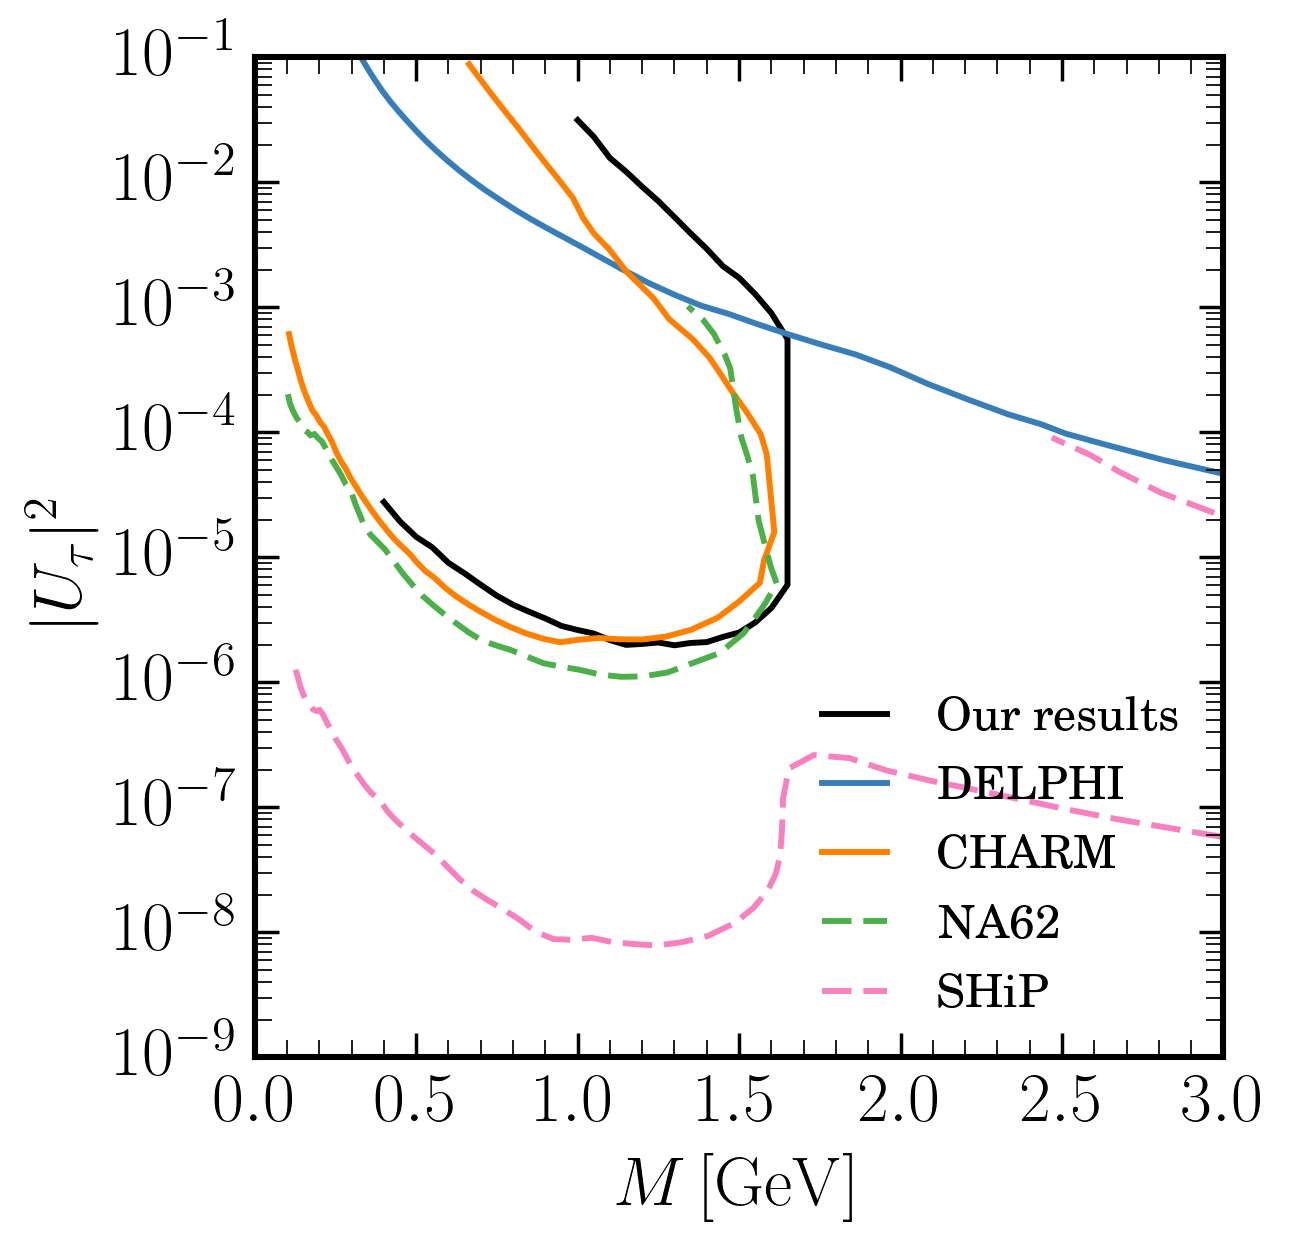 10⁻¹
10⁻²
10⁻³
10⁻⁴
10⁻⁵
10⁻⁶
10⁻⁷
10⁻⁸
10⁻⁹
|U_τ|²
Our results
DELPHI
CHARM
NA62
SHiP
0.0 0.5 1.0 1.5 2.0 2.5 3.0
M [GeV]